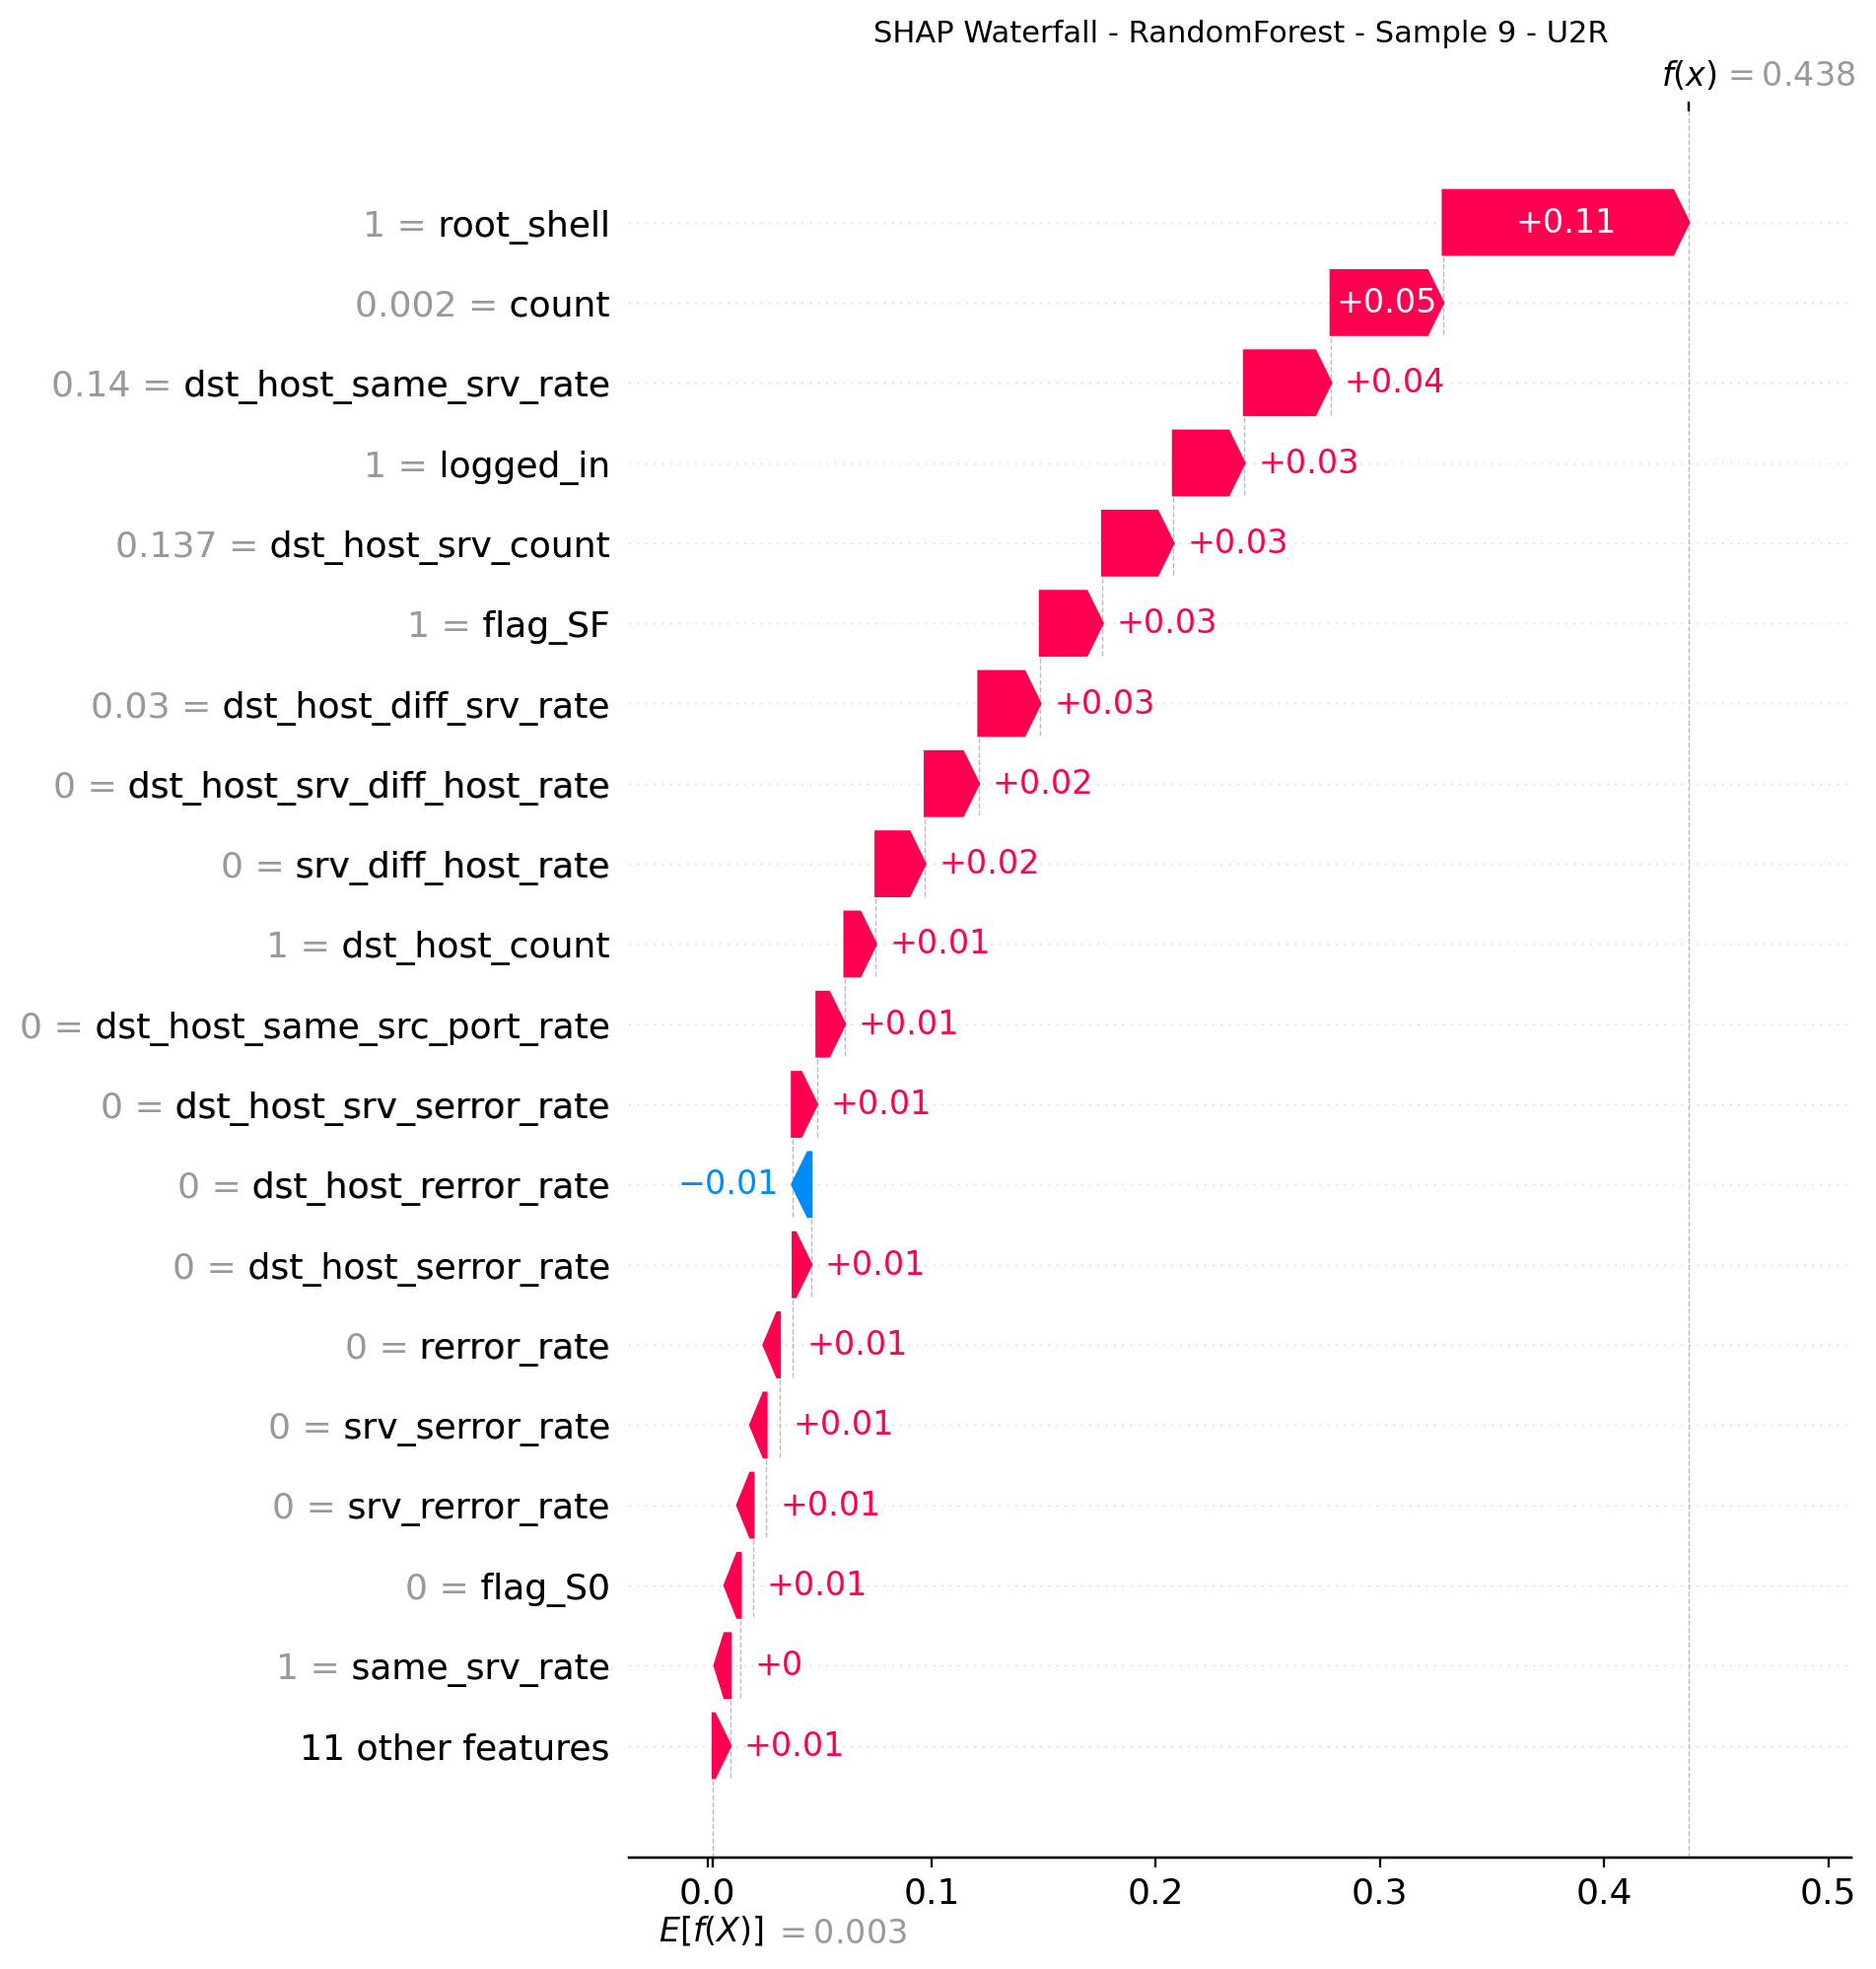 SHAP Waterfall - RandomForest - Sample 9 - U2R
f(x) = 0.438
1 = root_shell +0.11
0.002 = count +0.05
0.14 = dst_host_same_srv_rate +0.04
1 = logged_in +0.03
0.137 = dst_host_srv_count +0.03
1 = flag_SF +0.03
0.03 = dst_host_diff_srv_rate +0.03
0 = dst_host_srv_diff_host_rate +0.02
0 = srv_diff_host_rate +0.02
1 = dst_host_count +0.01
0 = dst_host_same_src_port_rate +0.01
0 = dst_host_srv_serror_rate +0.01
0 = dst_host_rerror_rate −0.01
0 = dst_host_serror_rate +0.01
0 = rerror_rate +0.01
0 = srv_serror_rate +0.01
0 = srv_rerror_rate +0.01
0 = flag_S0 +0.01
1 = same_srv_rate +0
11 other features +0.01
0.0 0.1 0.2 0.3 0.4 0.5
E[f(X)] = 0.003